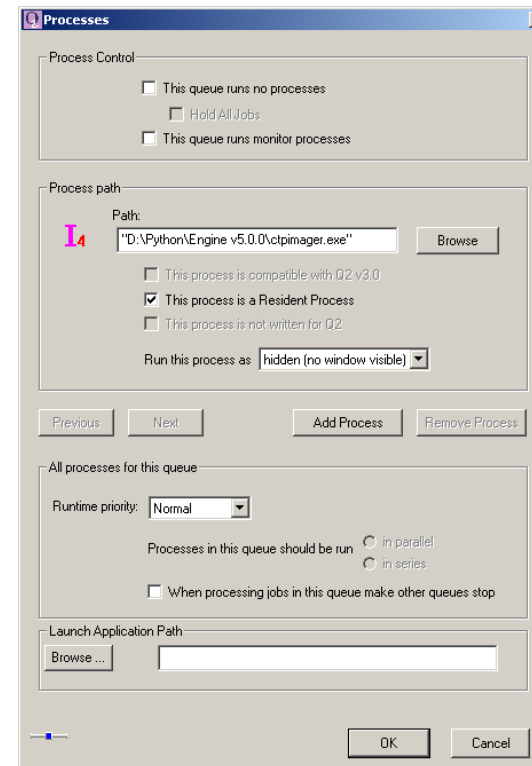 Processes
Process Control
This queue runs no processes
Hold All Jobs
This queue runs monitor processes
Process path
Path:
I4
"D:\Python\Engine v5.0.0\ctpimager.exe"
Browse
This process is compatible with Q2 v3.0
This process is a Resident Process
This process is not written for Q2
Run this process as hidden (no window visible)
Previous Next Add Process Remove Process
All processes for this queue
Runtime priority: Normal
Processes in this queue should be run
in parallel
in series
When processing jobs in this queue make other queues stop
Launch Application Path
Browse ...
OK Cancel